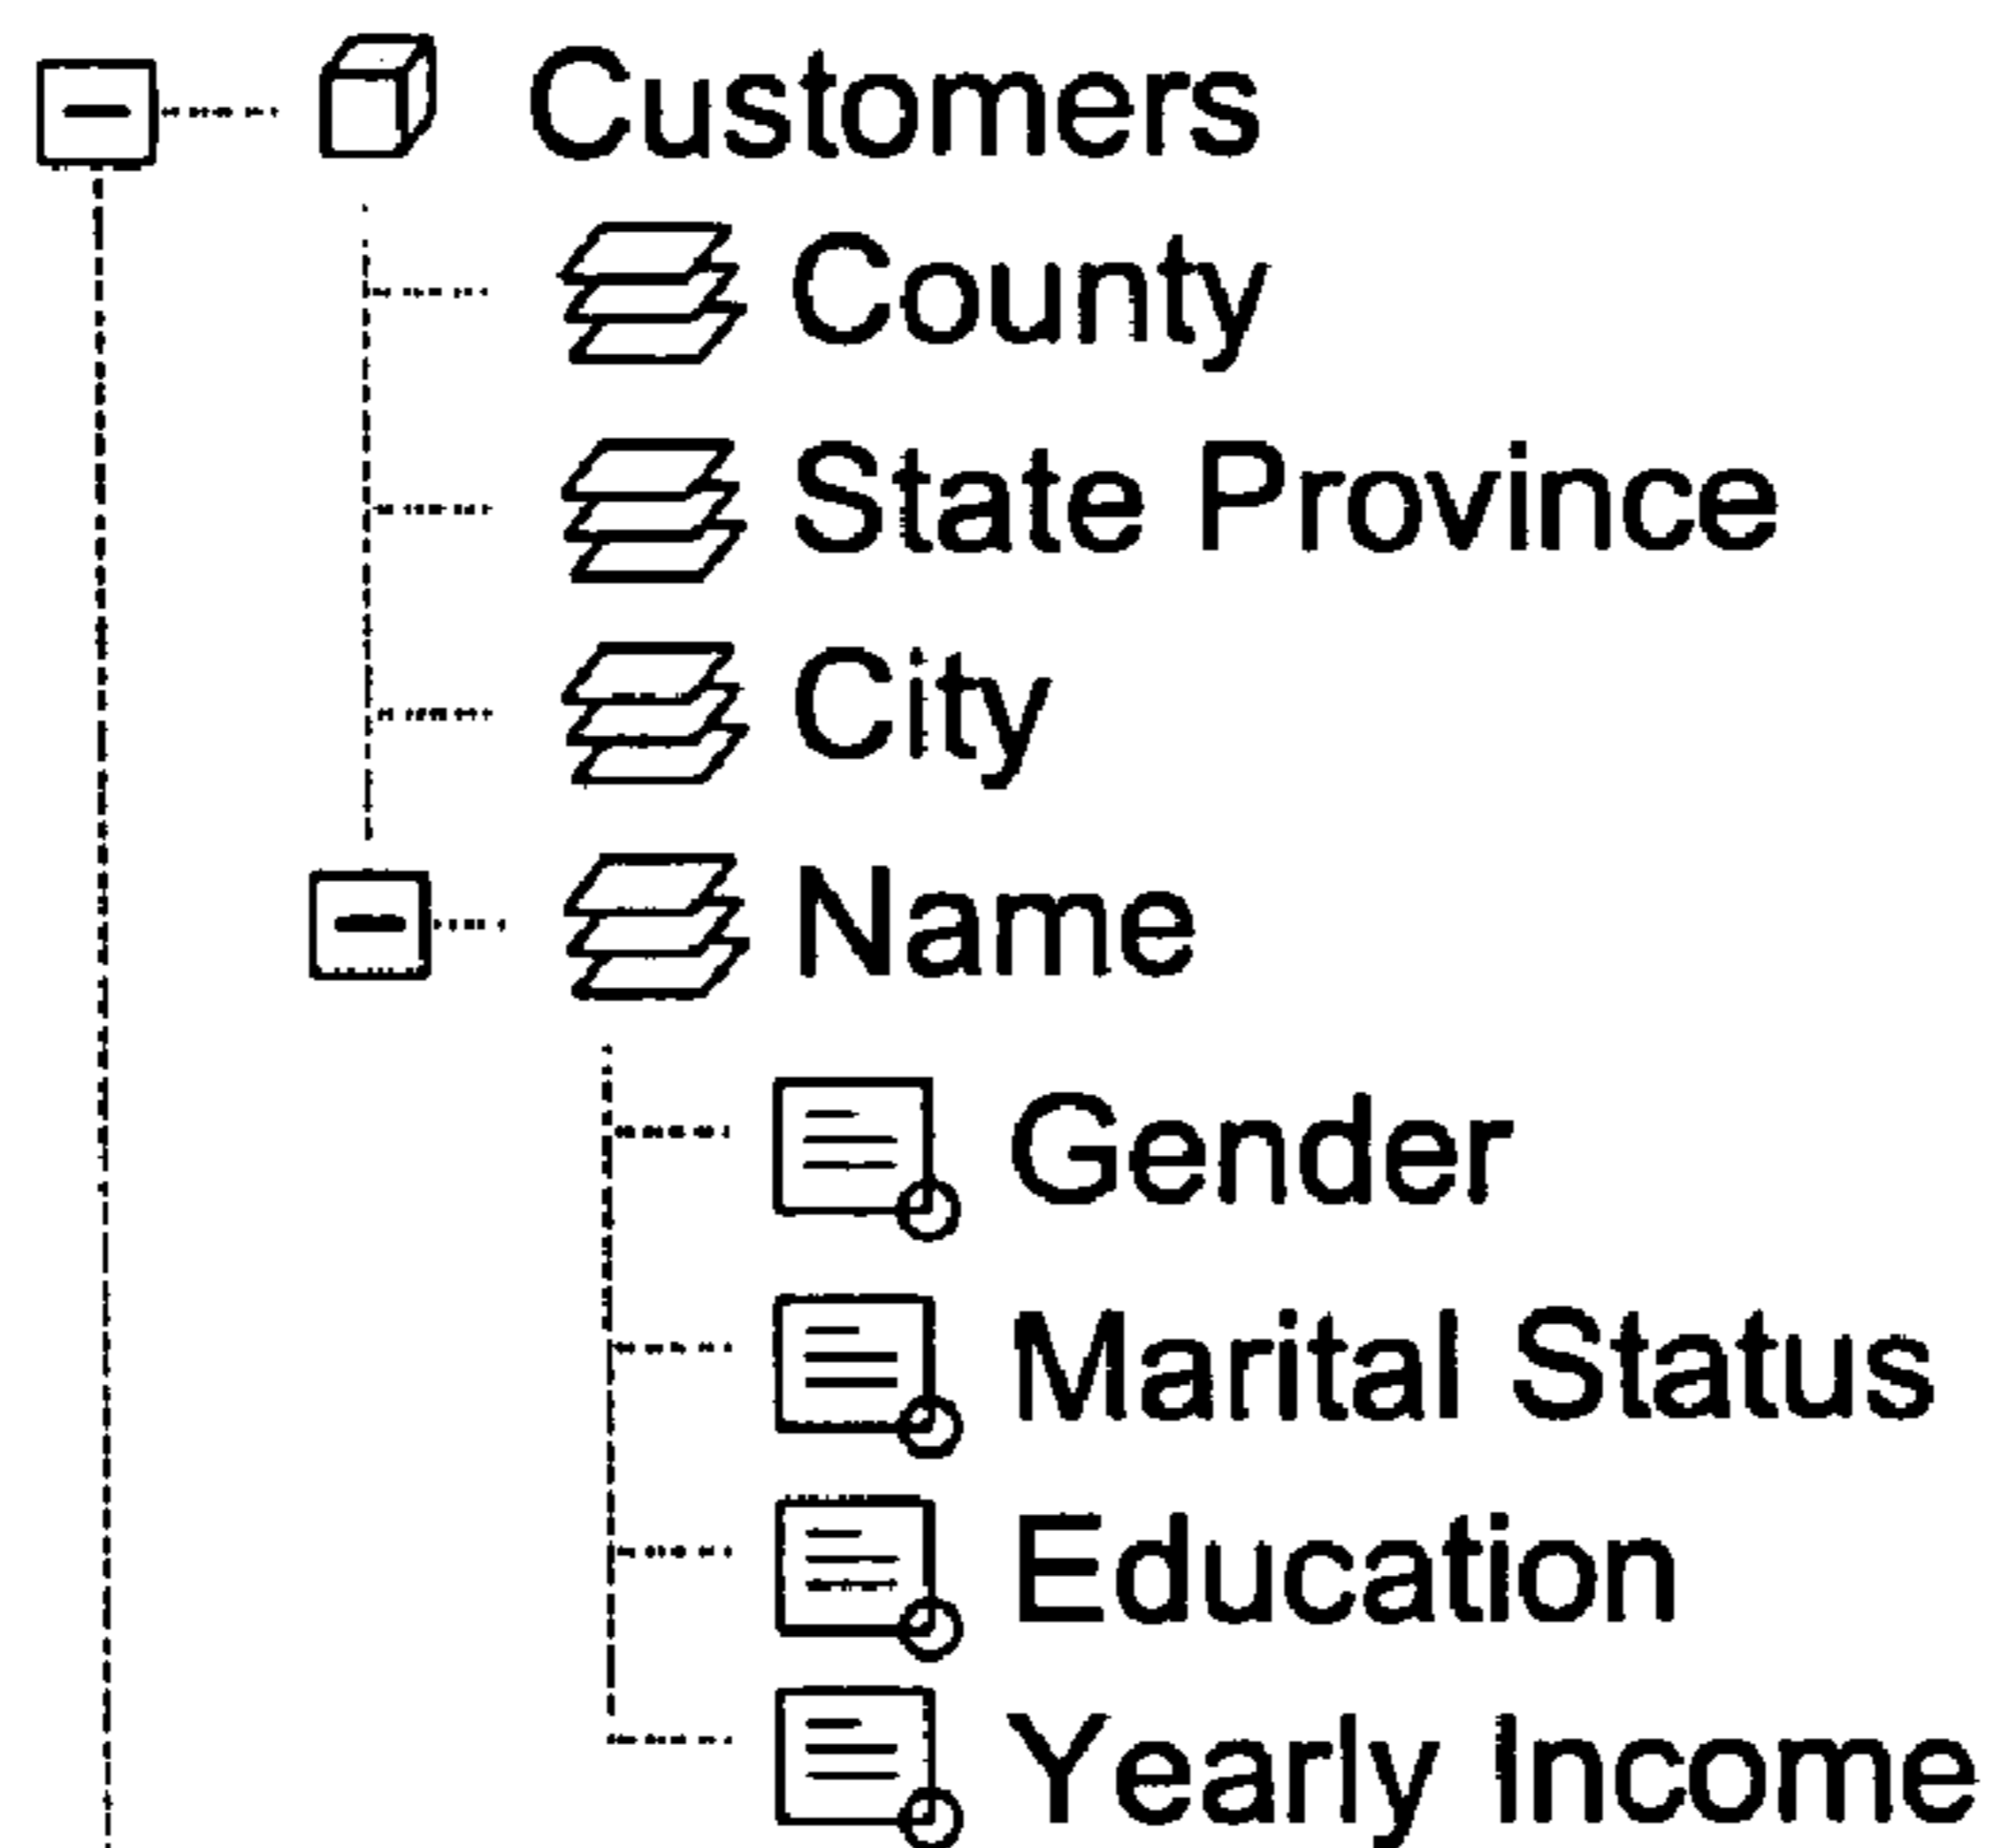 Customers
County
State Province
City
Name
Gender
Marital Status
Education
Yearly Income